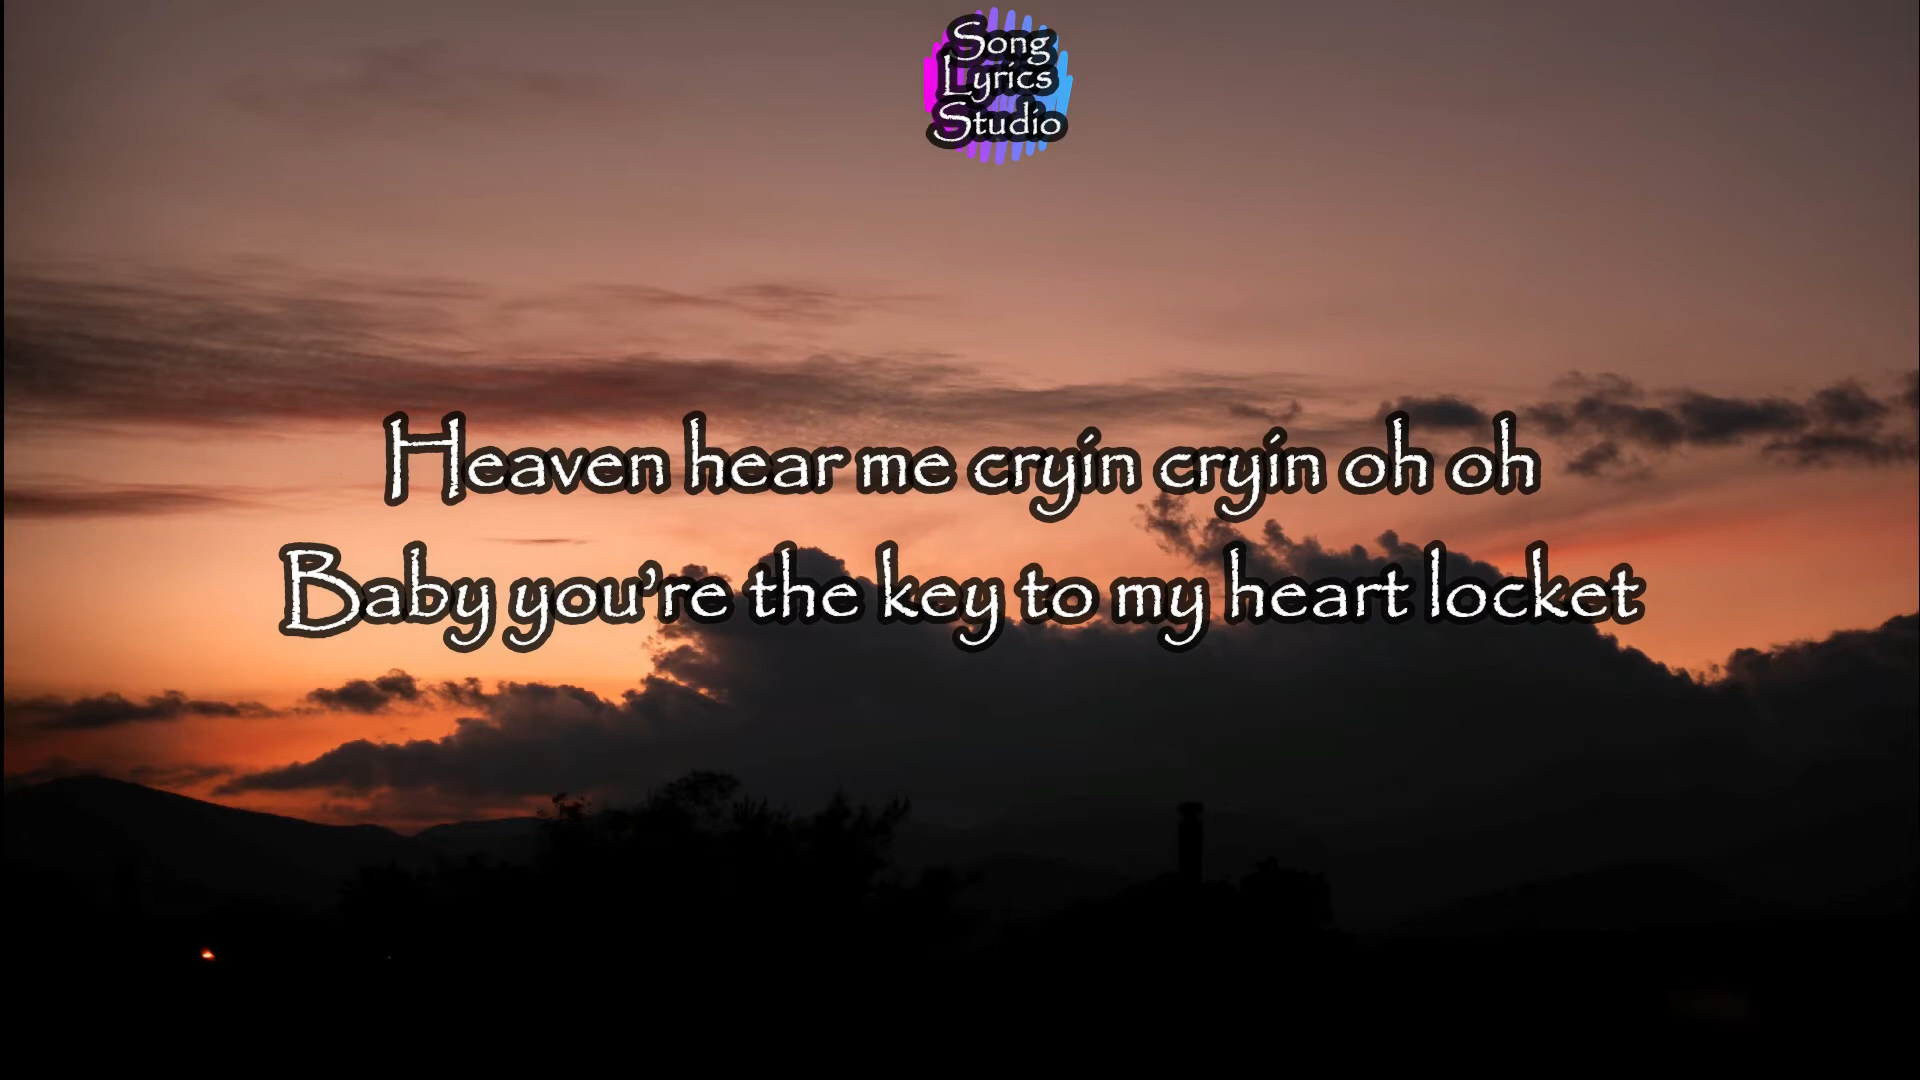 Song
Lyrics
Studio
Heaven hear me cryin cryin oh oh
Baby you're the key to my heart locket